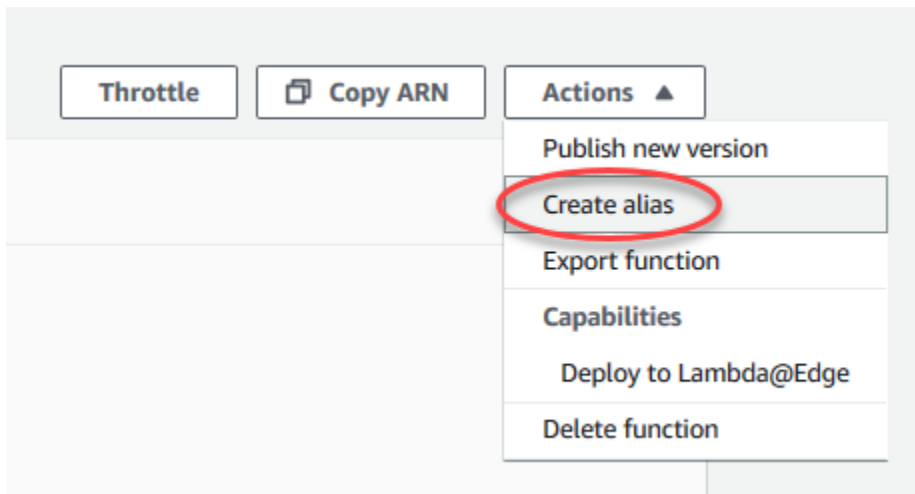 Throttle Copy ARN Actions
Publish new version
Create alias
Export function
Capabilities
Deploy to Lambda@Edge
Delete function